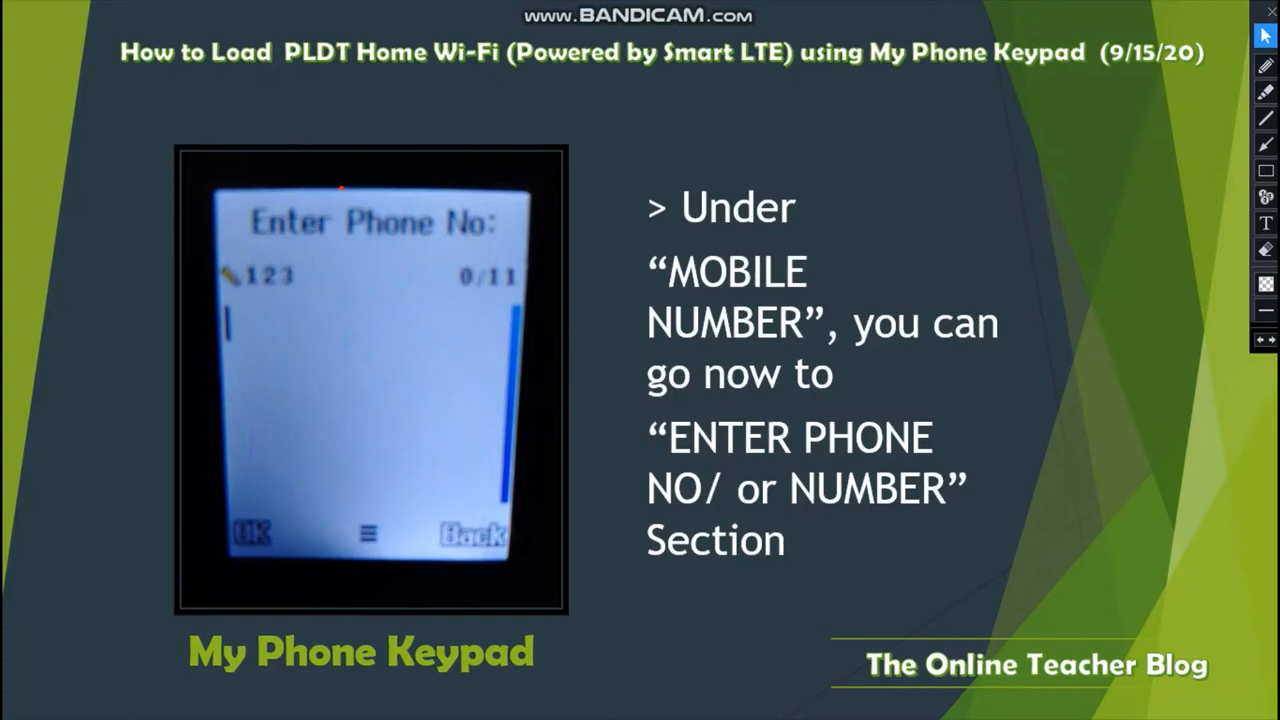 www.BANDICAM.com
How to Load PLDT Home Wi-Fi (Powered by Smart LTE) using My Phone Keypad (9/15/20)
Enter Phone No:
123 0/11
OK Back
> Under
“MOBILE
NUMBER”, you can
go now to
“ENTER PHONE
NO/ or NUMBER”
Section
My Phone Keypad
The Online Teacher Blog